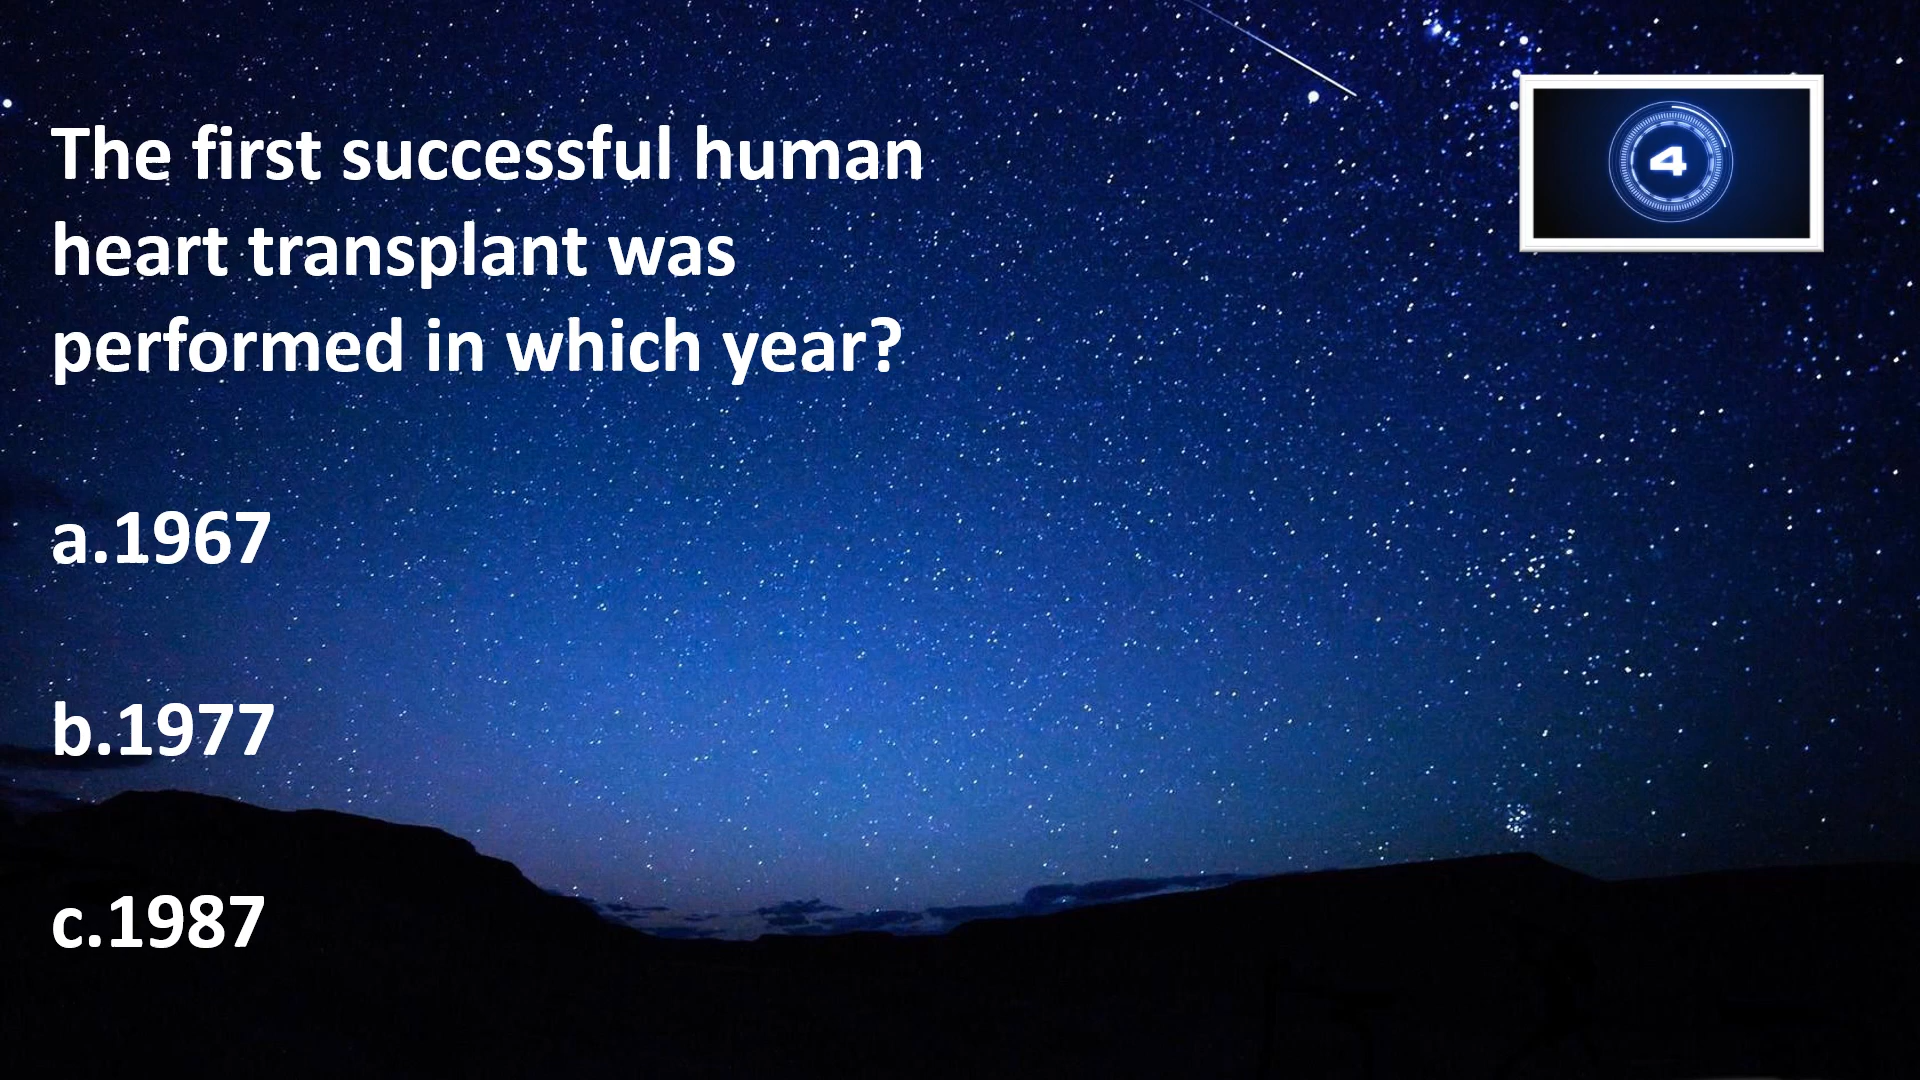 The first successful human
heart transplant was
performed in which year?
a.1967
b.1977
c.1987
4